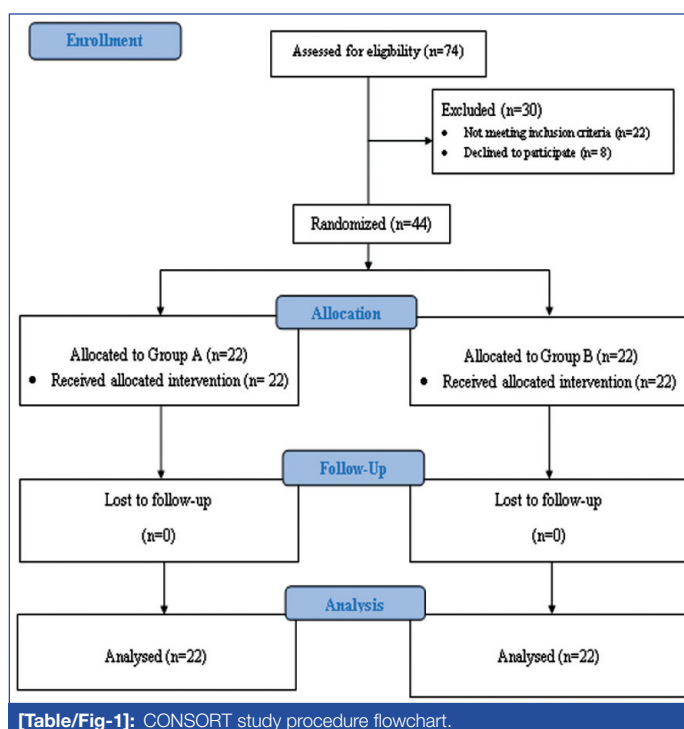 Enrollment
Assessed for eligibility (n=74)
Excluded (n=30)
• Not meeting inclusion criteria (n=22)
• Declined to participate (n= 8)
Randomized (n=44)
Allocation
Allocated to Group A (n=22)
• Received allocated intervention (n= 22)
Allocated to Group B (n=22)
• Received allocated intervention (n=22)
Follow-Up
Lost to follow-up
(n=0)
Lost to follow-up
(n=0)
Analysis
Analysed (n=22)
Analysed (n=22)
[Table/Fig-1]: CONSORT study procedure flowchart.